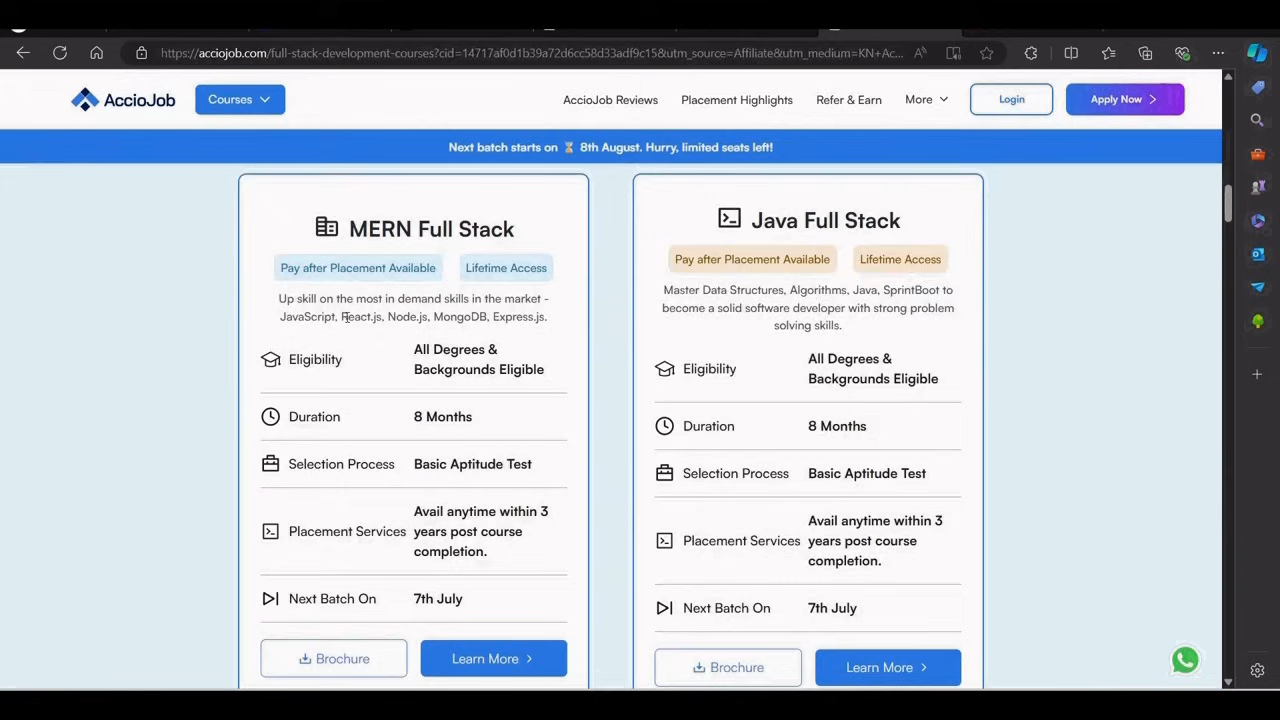 https://acciojob.com/full-stack-development-courses?cid=14717af0d1b39a72d6cc58d33adf9c15&utm_source=Affiliate&utm_medium=KN+Ac...
AccioJob
Courses
AccioJob Reviews
Placement Highlights
Refer & Earn
More
Login
Apply Now
Next batch starts on ⏳ 8th August. Hurry, limited seats left!
MERN Full Stack
Pay after Placement Available
Lifetime Access
Up skill on the most in demand skills in the market -
JavaScript, React.js, Node.js, MongoDB, Express.js.
Eligibility
All Degrees &
Backgrounds Eligible
Duration
8 Months
Selection Process
Basic Aptitude Test
Placement Services
Avail anytime within 3
years post course
completion.
Next Batch On
7th July
Brochure
Learn More
Java Full Stack
Pay after Placement Available
Lifetime Access
Master Data Structures, Algorithms, Java, SprintBoot to
become a solid software developer with strong problem
solving skills.
Eligibility
All Degrees &
Backgrounds Eligible
Duration
8 Months
Selection Process
Basic Aptitude Test
Placement Services
Avail anytime within 3
years post course
completion.
Next Batch On
7th July
Brochure
Learn More